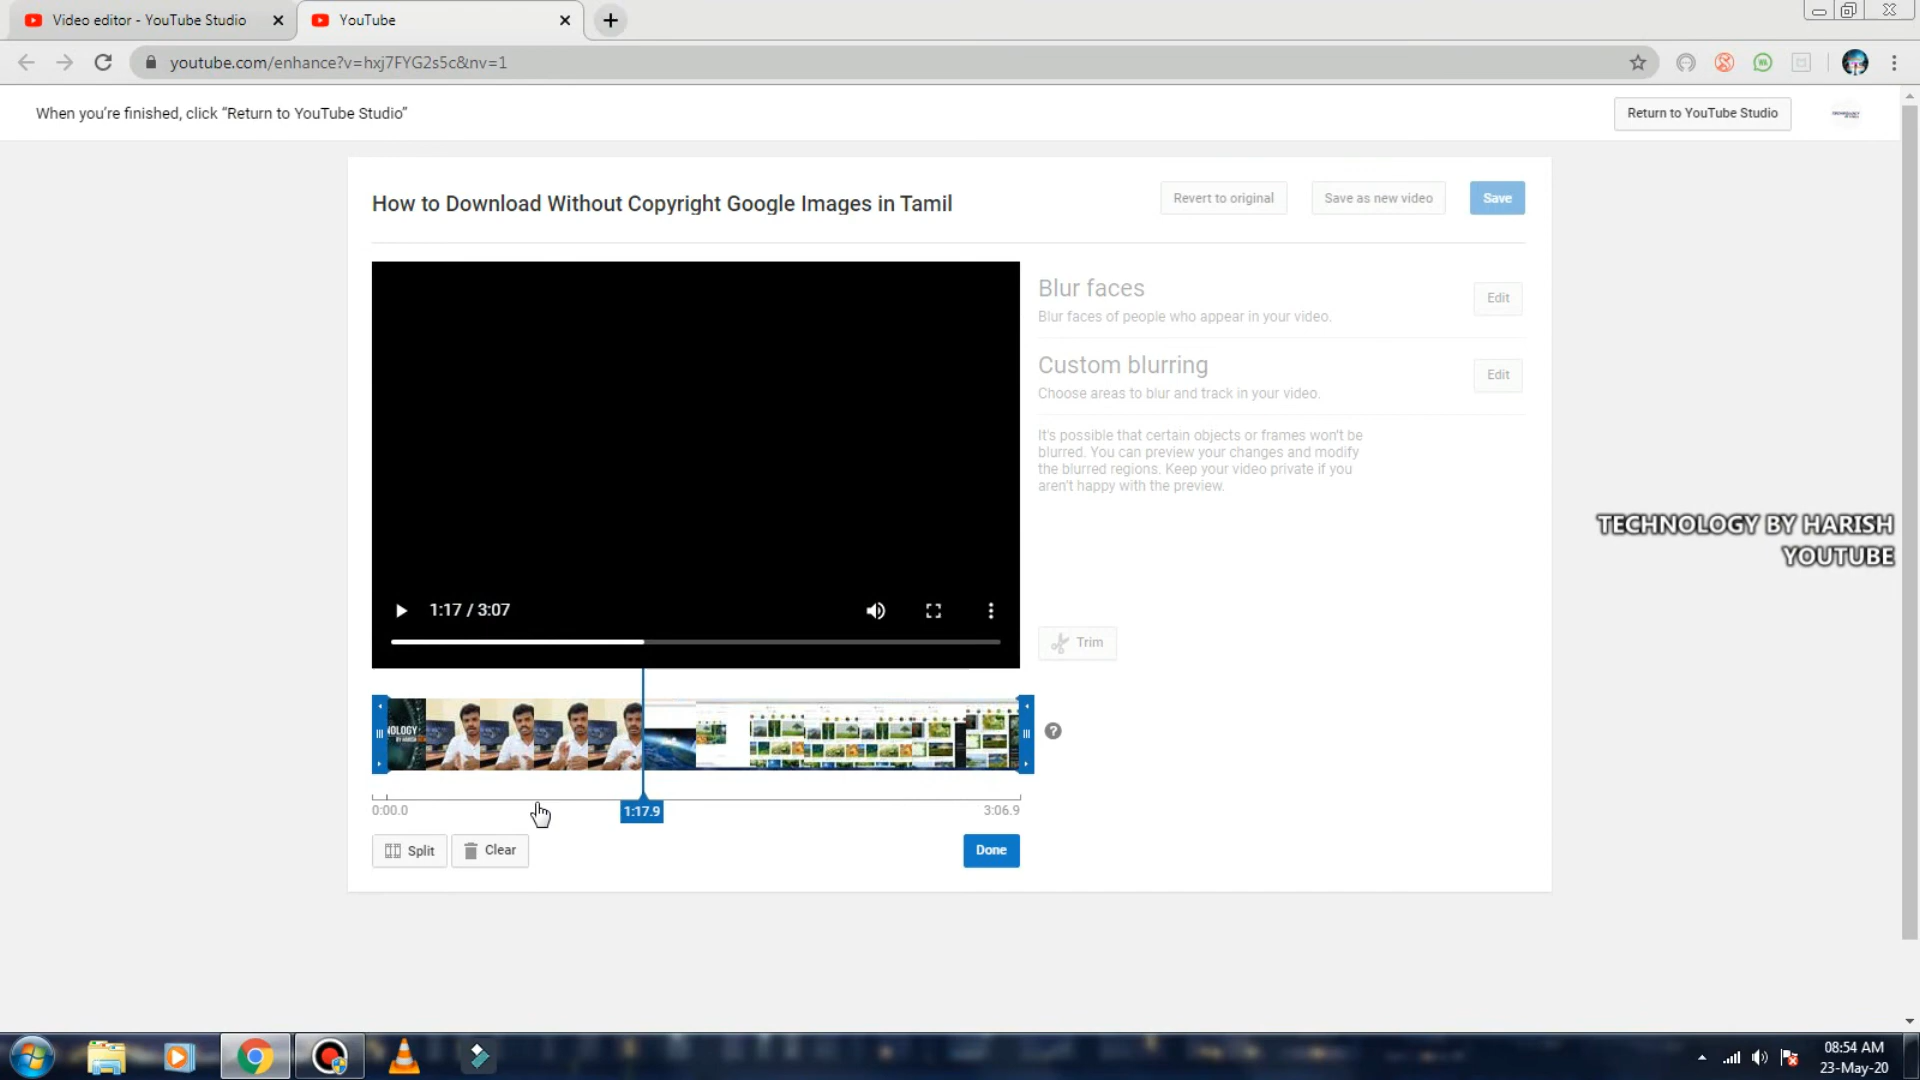 Video editor - YouTube Studio
YouTube
youtube.com/enhance?v=hxj7FYG2s5c&nv=1
When you're finished, click “Return to YouTube Studio”
Return to YouTube Studio
How to Download Without Copyright Google Images in Tamil
Revert to original
Save as new video
Save
Blur faces
Blur faces of people who appear in your video.
Edit
Custom blurring
Choose areas to blur and track in your video.
Edit
It's possible that certain objects or frames won't be
blurred. You can preview your changes and modify
the blurred regions. Keep your video private if you
aren't happy with the preview.
TECHNOLOGY BY HARISH
YOUTUBE
1:17 / 3:07
Trim
NOLOGY
BY HARISH
0:00.0
1:17.9
3:06.9
Split
Clear
Done
08:54 AM
23-May-20